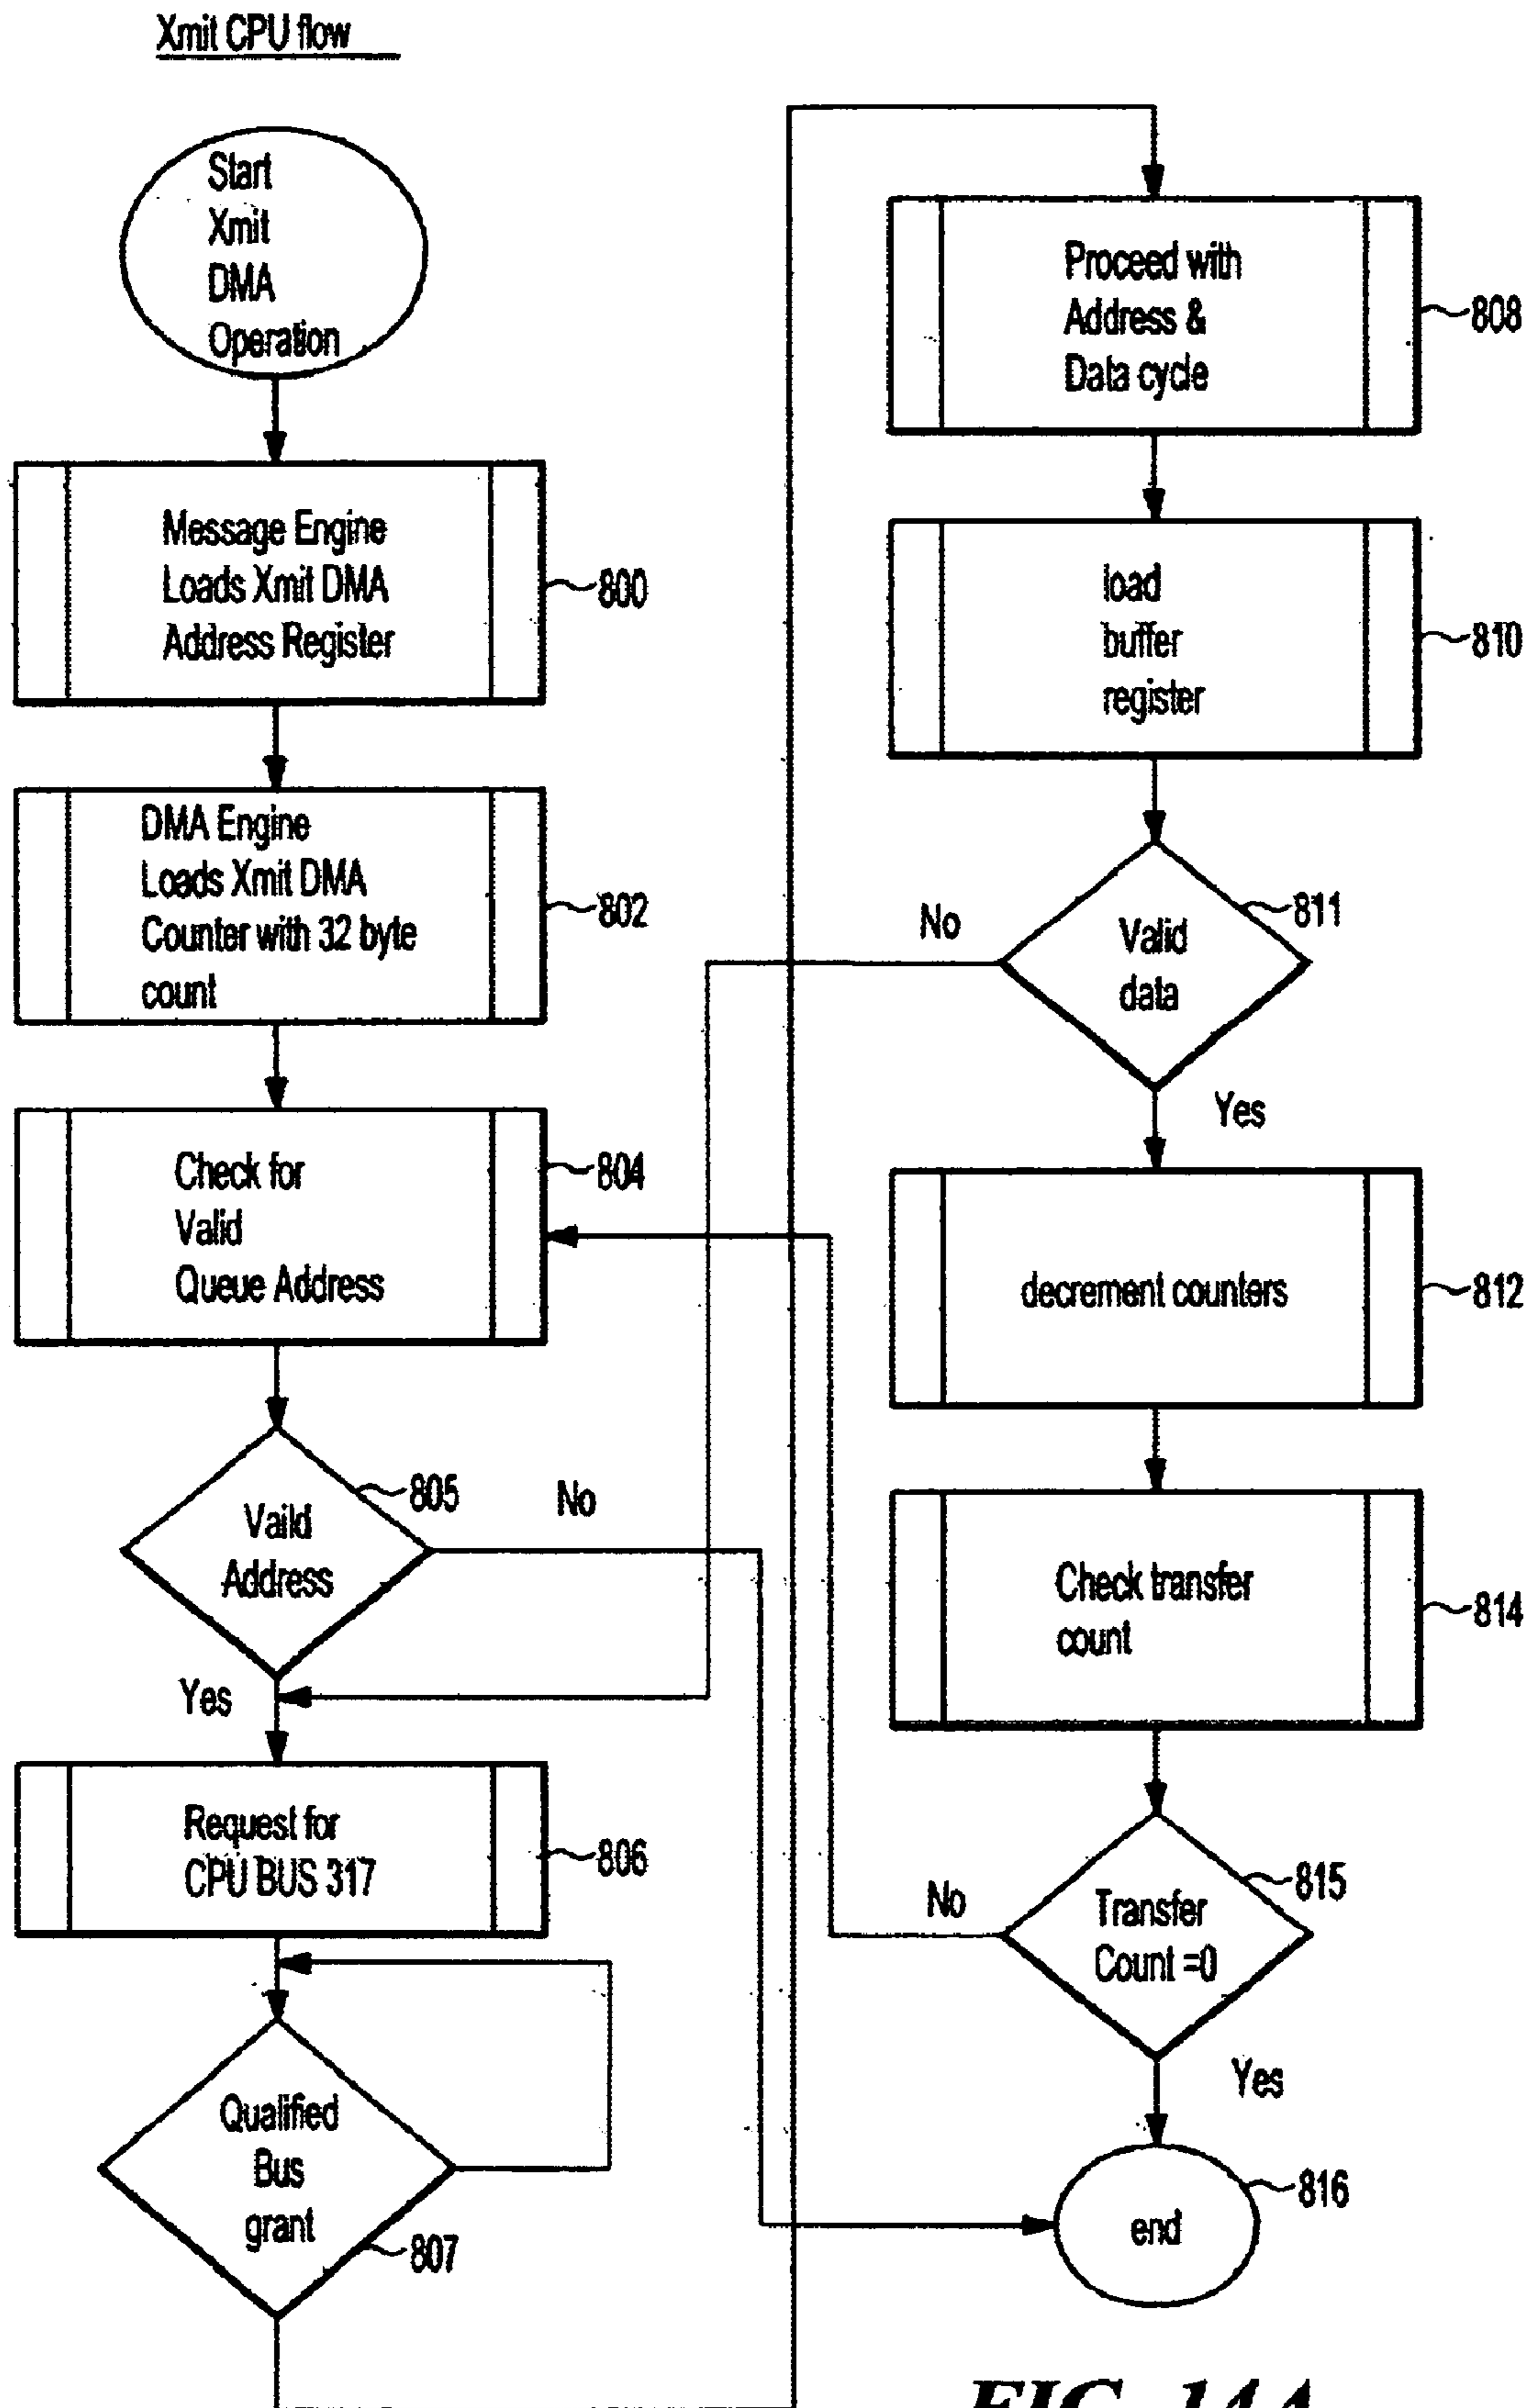 Xmit CPU flow
Start
Xmit
DMA
Operation
Message Engine
Loads Xmit DMA
Address Register
800
DMA Engine
Loads Xmit DMA
Counter with 32 byte
count
802
Check for
Valid
Queue Address
804
Vaild
Address
805
No
Yes
Request for
CPU BUS 317
806
Qualified
Bus
grant
807
Proceed with
Address &
Data cycle
808
load
buffer
register
810
Valid
data
811
No
Yes
decrement counters
812
Check transfer
count
814
Transfer
Count =0
815
No
Yes
end
816
FIG. 14A